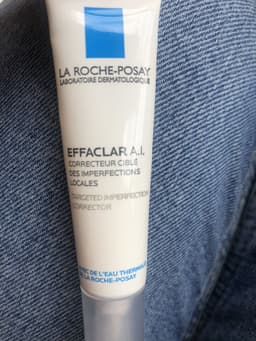 LA ROCHE-POSAY
LABORATOIRE DERMATOLOGIQUE
EFFACLAR A.I.
CORRECTEUR CIBLÉ
DES IMPERFECTIONS
LOCALES
TARGETED IMPERFECTION
CORRECTOR
DE L'EAU THERMALE
LA ROCHE-POSAY